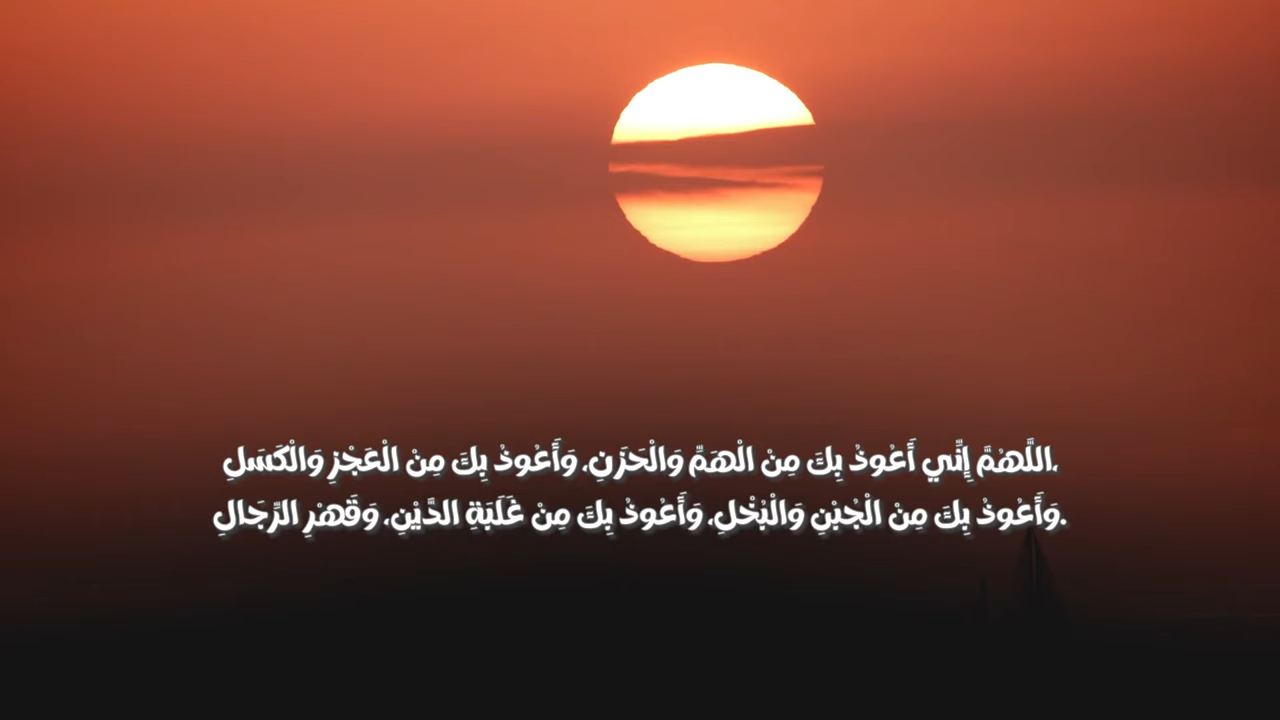 اللَّهُمَّ إِنِّي أَعُوذُ بِكَ مِنْ الْهَمِّ وَالْحَزَنِ، وَأَعُوذُ بِكَ مِنْ الْعَجْزِ وَالْكَسَلِ،
وَأَعُوذُ بِكَ مِنْ الْجُبْنِ وَالْبُخْلِ، وَأَعُوذُ بِكَ مِنْ غَلَبَةِ الدَّيْنِ، وَقَهْرِ الرِّجَالِ.